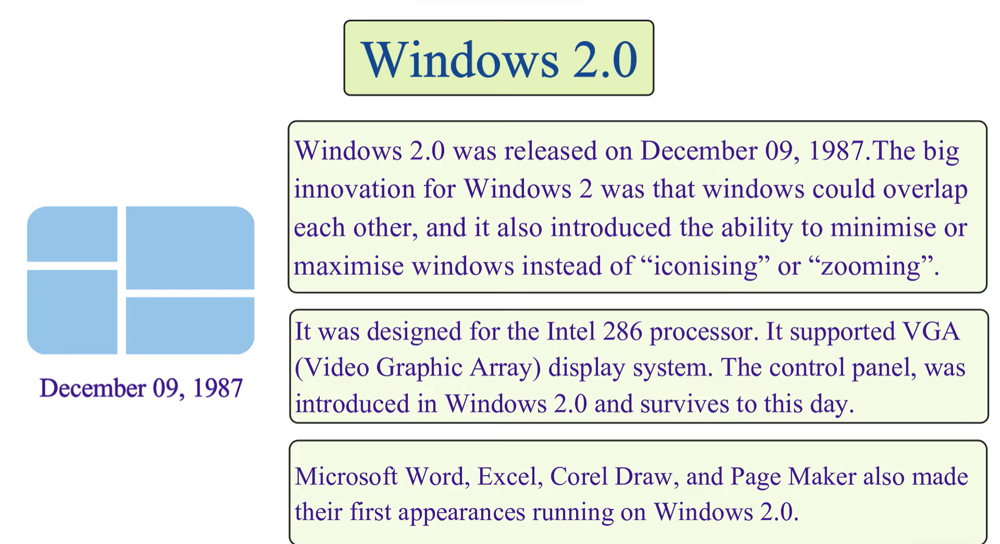 Windows 2.0
Windows 2.0 was released on December 09, 1987.The big
innovation for Windows 2 was that windows could overlap
each other, and it also introduced the ability to minimise or
maximise windows instead of “iconising” or “zooming”.
December 09, 1987
It was designed for the Intel 286 processor. It supported VGA
(Video Graphic Array) display system. The control panel, was
introduced in Windows 2.0 and survives to this day.
Microsoft Word, Excel, Corel Draw, and Page Maker also made
their first appearances running on Windows 2.0.